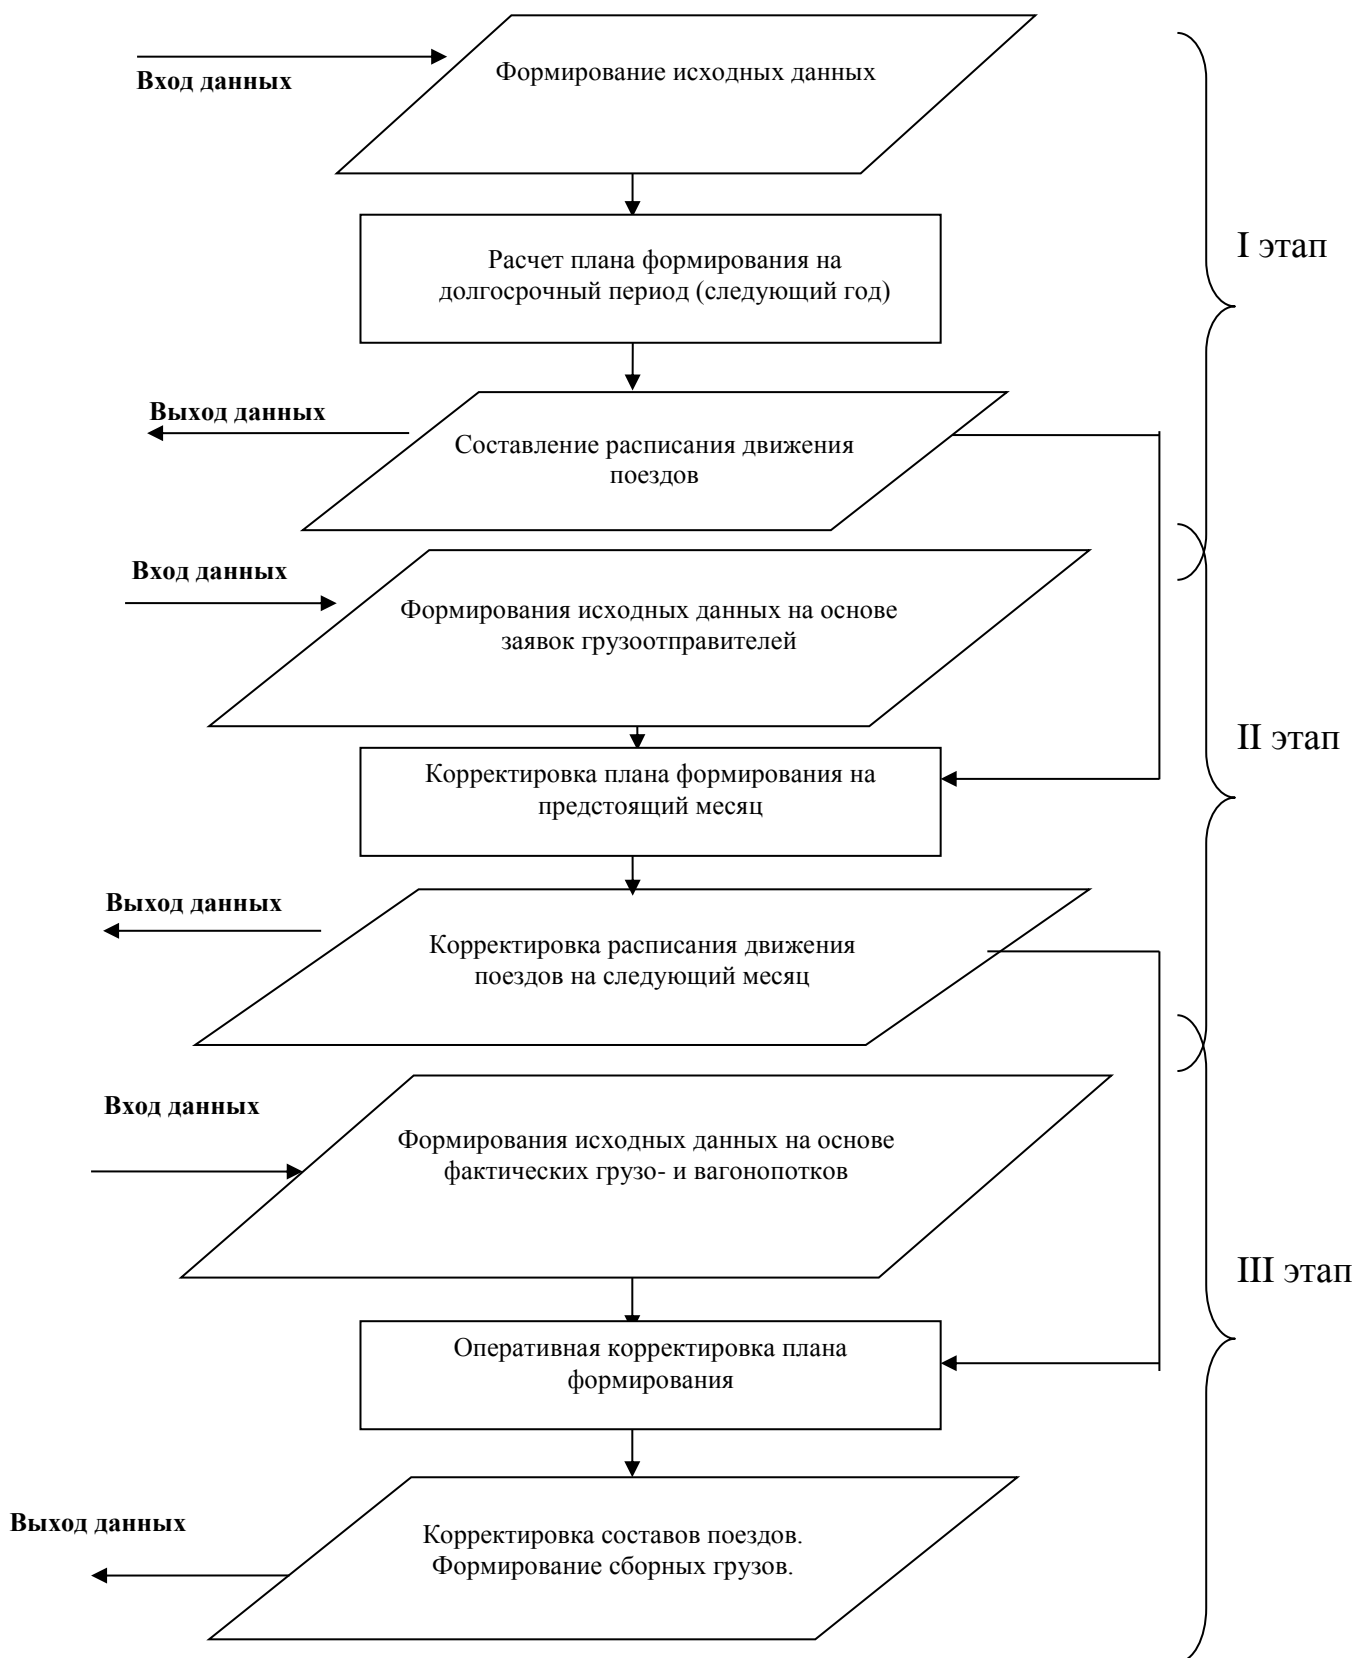 Формирование исходных данных
Вход данных
I этап
Расчет плана формирования на
долгосрочный период (следующий год)
Выход данных
Составление расписания движения
поездов
Вход данных
Формирования исходных данных на основе
заявок грузоотправителей
II этап
Корректировка плана формирования на
предстоящий месяц
Выход данных
Корректировка расписания движения
поездов на следующий месяц
Вход данных
Формирования исходных данных на основе
фактических грузо- и вагонопотков
III этап
Оперативная корректировка плана
формирования
Выход данных
Корректировка составов поездов.
Формирование сборных грузов.